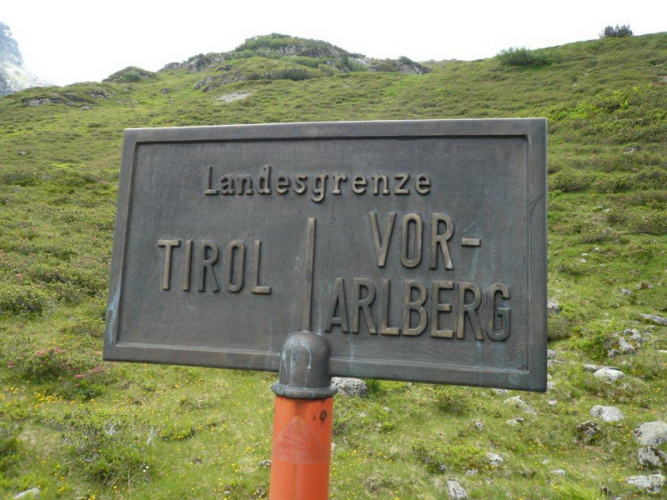 Landesgrenze
TIROL
VOR-
ARLBERG